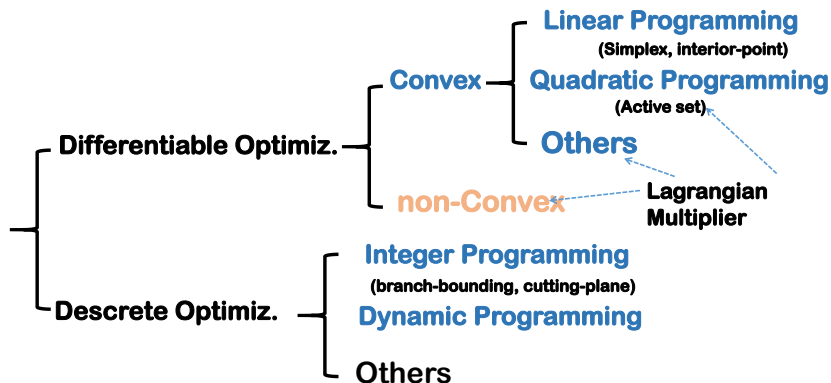 Linear Programming
(Simplex, interior-point)
Convex
Quadratic Programming
(Active set)
Differentiable Optimiz.
Others
non-Convex
Lagrangian
Multiplier
Integer Programming
(branch-bounding, cutting-plane)
Descrete Optimiz.
Dynamic Programming
Others